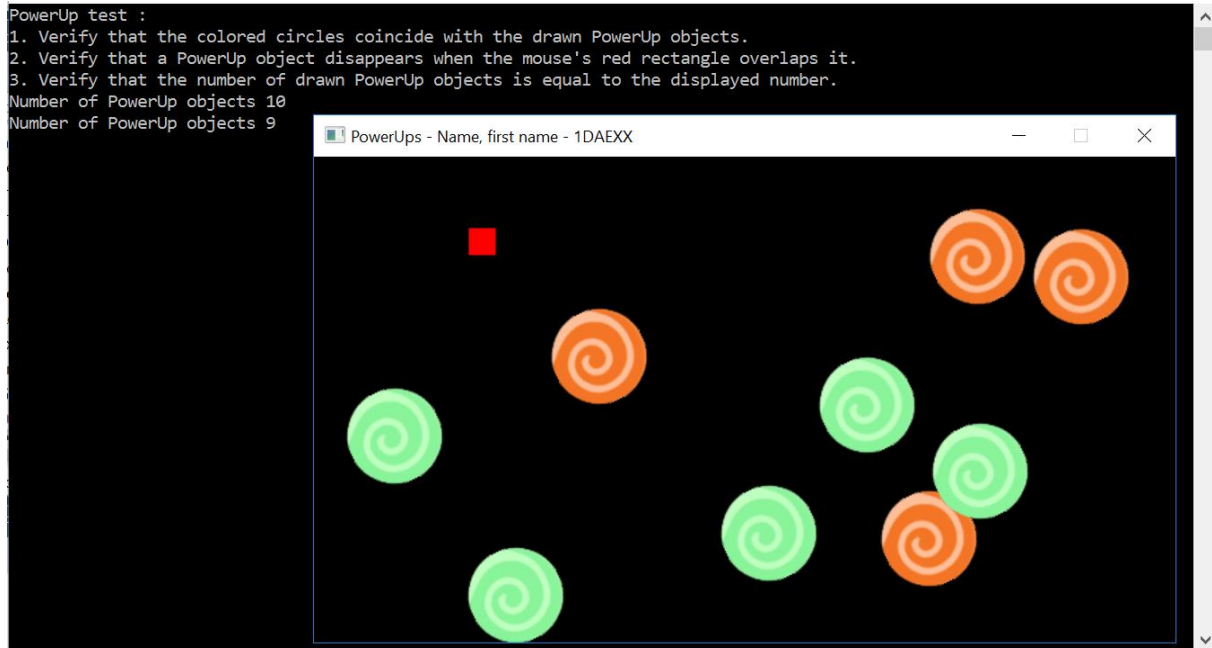 PowerUp test :
1. Verify that the colored circles coincide with the drawn PowerUp objects.
2. Verify that a PowerUp object disappears when the mouse's red rectangle overlaps it.
3. Verify that the number of drawn PowerUp objects is equal to the displayed number.
Number of PowerUp objects 10
Number of PowerUp objects 9
PowerUps - Name, first name - 1DAEXX